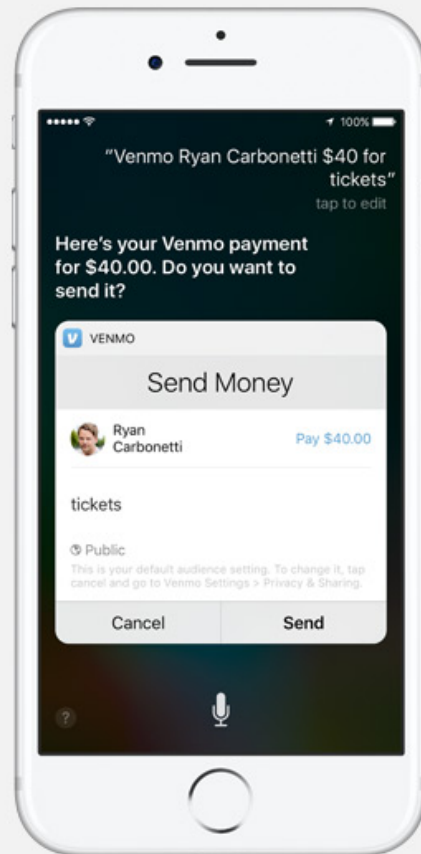 100%
“Venmo Ryan Carbonetti $40 for
tickets”
tap to edit
Here's your Venmo payment
for $40.00. Do you want to
send it?
V VENMO
Send Money
Ryan
Carbonetti
Pay $40.00
tickets
Public
This is your default audience setting. To change it, tap
cancel and go to Venmo Settings > Privacy & Sharing.
Cancel
Send
?